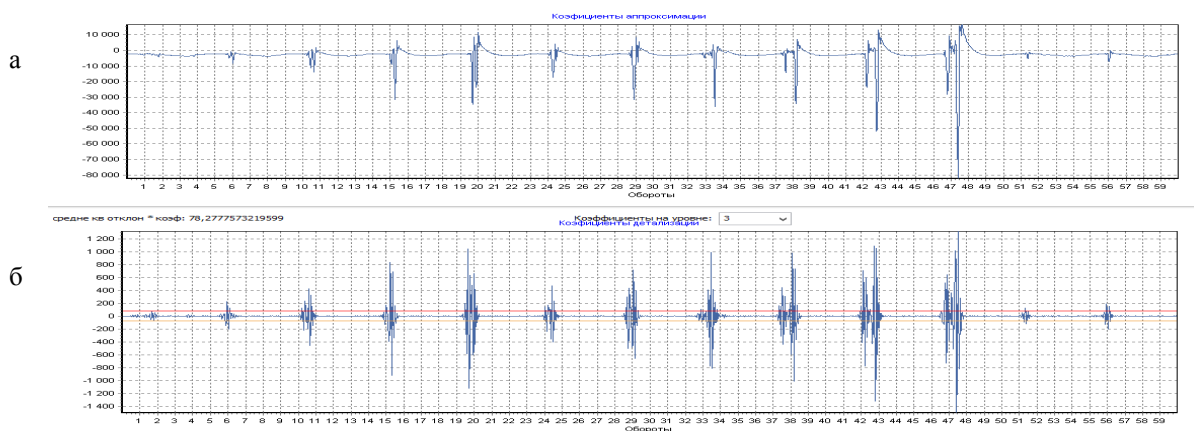 Коэфициенты аппроксимации
а
10 000
0
-10 000
-20 000
-30 000
-40 000
-50 000
-60 000
-70 000
-80 000
1 2 3 4 5 6 7 8 9 10 11 12 13 14 15 16 17 18 19 20 21 22 23 24 25 26 27 28 29 30 31 32 33 34 35 36 37 38 39 40 41 42 43 44 45 46 47 48 49 50 51 52 53 54 55 56 57 58 59
Обороты
средне кв отклон * коэф: 78,2777573219599 Коэффициенты на уровне: 3
Коэфициенты детализации
б
1 200
1 000
800
600
400
200
0
-200
-400
-600
-800
-1 000
-1 200
-1 400
1 2 3 4 5 6 7 8 9 10 11 12 13 14 15 16 17 18 19 20 21 22 23 24 25 26 27 28 29 30 31 32 33 34 35 36 37 38 39 40 41 42 43 44 45 46 47 48 49 50 51 52 53 54 55 56 57 58 59
Обороты